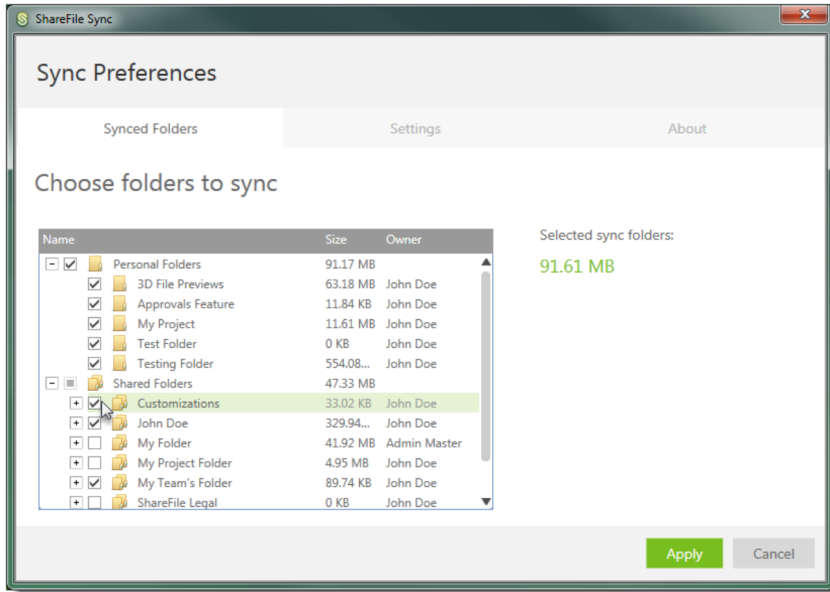 ShareFile Sync
Sync Preferences
Synced Folders Settings About
Choose folders to sync
Selected sync folders:
91.61 MB
Name Size Owner
Personal Folders 91.17 MB
3D File Previews 63.18 MB John Doe
Approvals Feature 11.84 KB John Doe
My Project 11.61 MB John Doe
Test Folder 0 KB John Doe
Testing Folder 554.08... John Doe
Shared Folders 47.33 MB
Customizations 33.02 KB John Doe
John Doe 329.94... John Doe
My Folder 41.92 MB Admin Master
My Project Folder 4.95 MB John Doe
My Team's Folder 89.74 KB John Doe
ShareFile Legal 0 KB John Doe
Apply Cancel